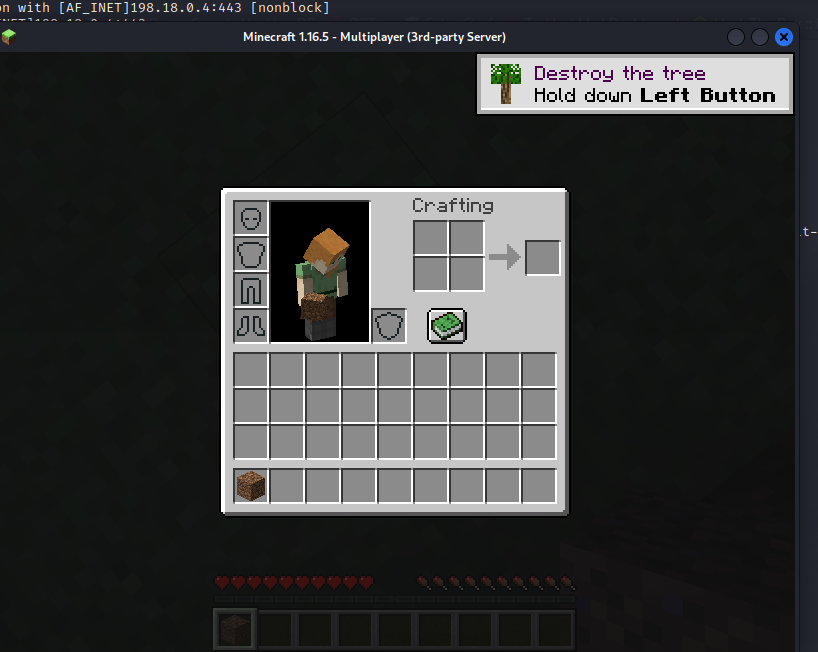 on with [AF_INET]198.18.0.4:443 [nonblock]
Minecraft 1.16.5 - Multiplayer (3rd-party Server)
Destroy the tree
Hold down Left Button
Crafting